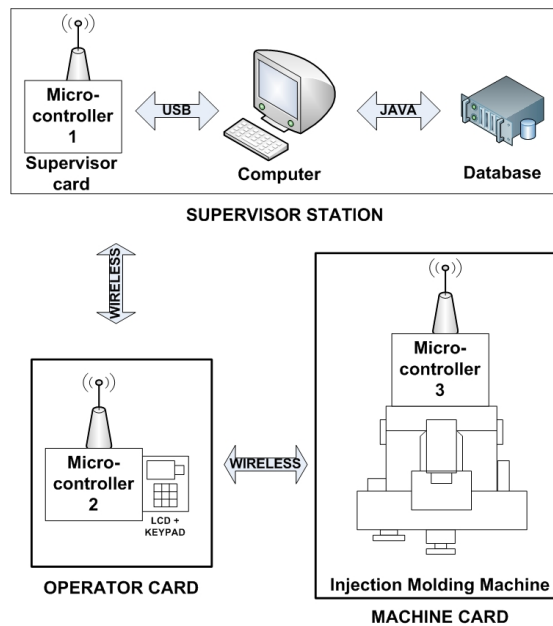 Micro-
controller
1
Supervisor
card
USB
Computer
JAVA
Database
SUPERVISOR STATION
WIRELESS
Micro-
controller
2
LCD +
KEYPAD
OPERATOR CARD
WIRELESS
Micro-
controller
3
Injection Molding Machine
MACHINE CARD